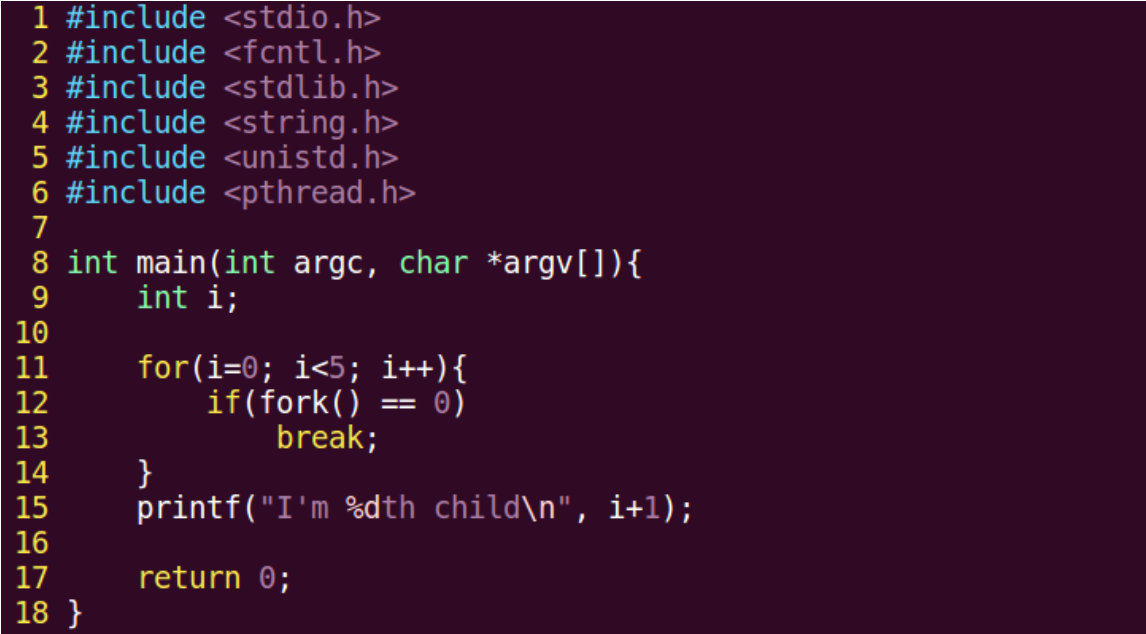 1 #include <stdio.h>
2 #include <fcntl.h>
3 #include <stdlib.h>
4 #include <string.h>
5 #include <unistd.h>
6 #include <pthread.h>
7
8 int main(int argc, char *argv[]){
9     int i;
10
11     for(i=0; i<5; i++){
12         if(fork() == 0)
13             break;
14     }
15     printf("I'm %dth child\n", i+1);
16
17     return 0;
18 }